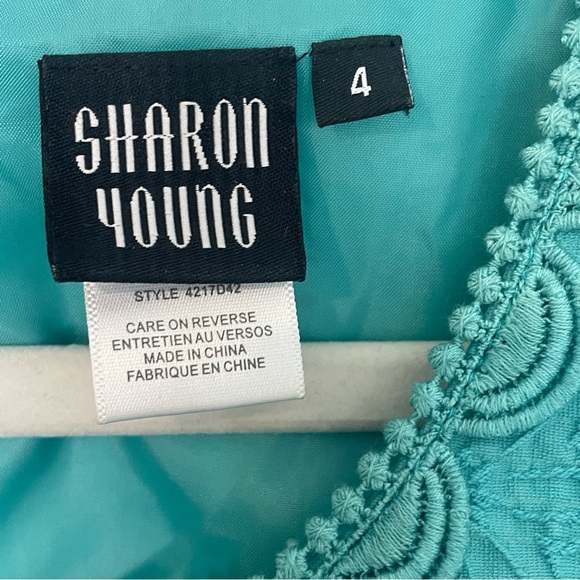 SHARON
YOUNG
4
STYLE 4217D42
CARE ON REVERSE
ENTRETIEN AU VERSOS
MADE IN CHINA
FABRIQUE EN CHINE